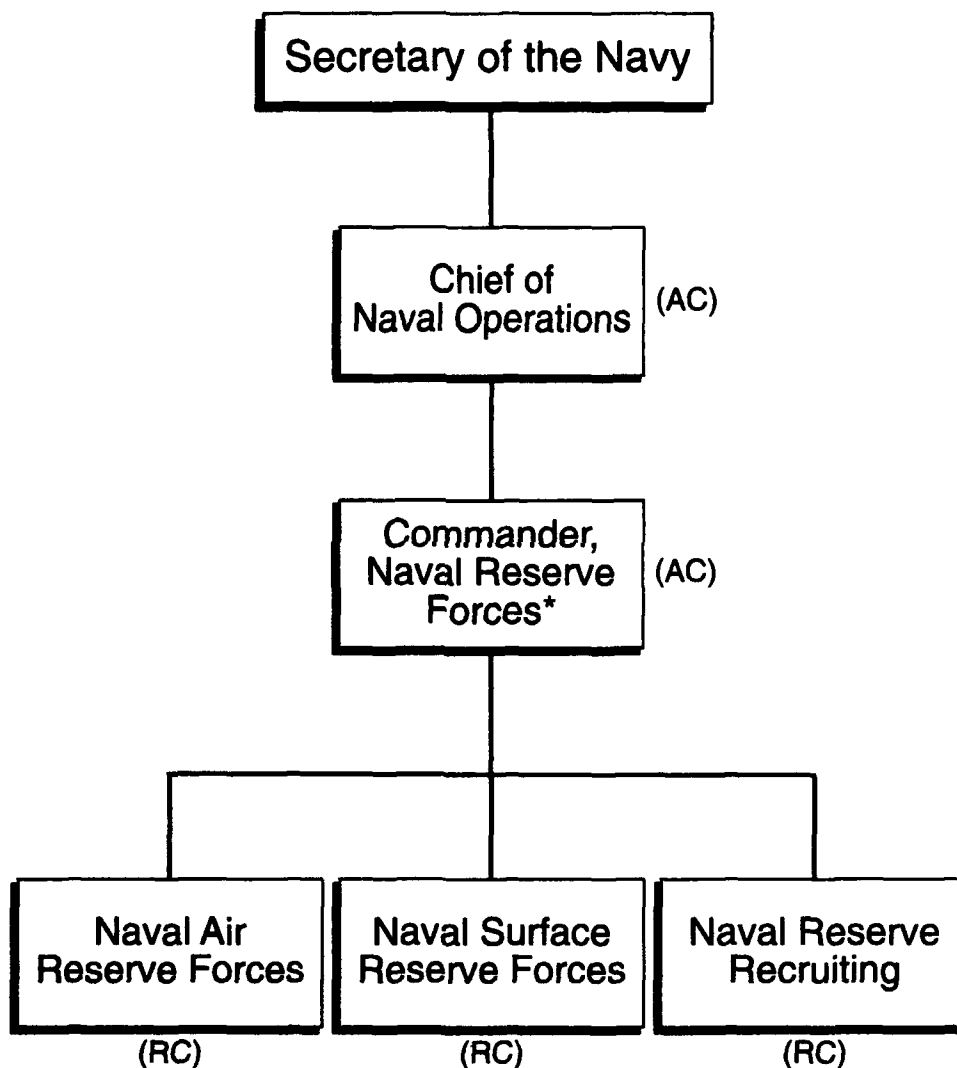 Secretary of the Navy
Chief of
Naval Operations
(AC)
Commander,
Naval Reserve
Forces*
(AC)
Naval Air
Reserve Forces
(RC)
Naval Surface
Reserve Forces
(RC)
Naval Reserve
Recruiting
(RC)